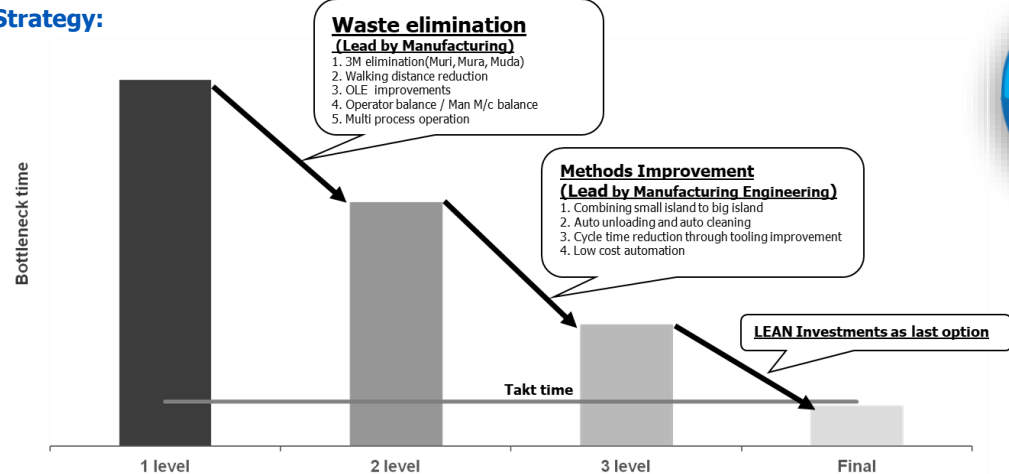 Strategy:
Waste elimination
(Lead by Manufacturing)
1. 3M elimination(Muri, Mura, Muda)
2. Walking distance reduction
3. OLE improvements
4. Operator balance / Man M/c balance
5. Multi process operation
Methods Improvement
(Lead by Manufacturing Engineering)
1. Combining small island to big island
2. Auto unloading and auto cleaning
3. Cycle time reduction through tooling improvement
4. Low cost automation
LEAN Investments as last option
Bottleneck time
Takt time
1 level
2 level
3 level
Final